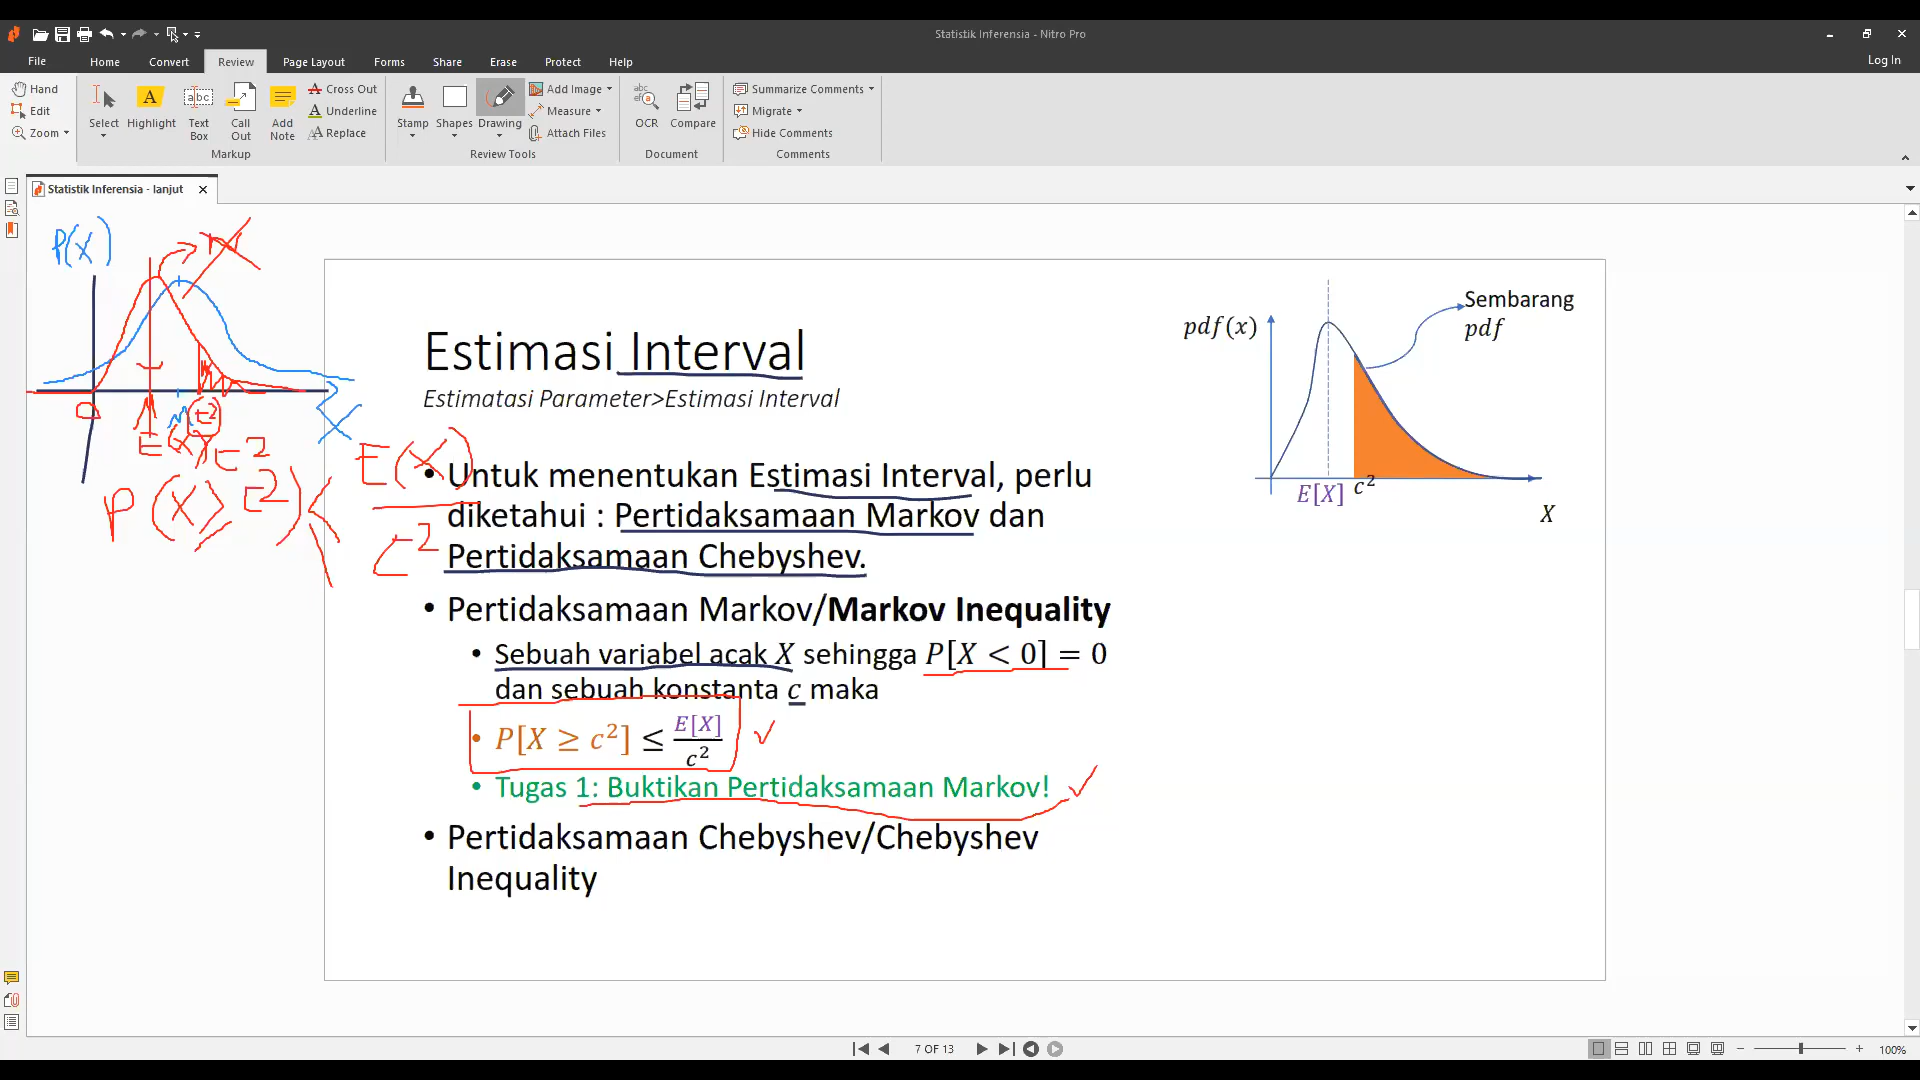 Statistik Inferensia - Nitro Pro
File Home Convert Review Page Layout Forms Share Erase Protect Help Log In
Hand
Edit
Zoom
Select
Highlight
Text Box
Call Out
Add Note
Cross Out
Underline
Replace
Markup
Stamp
Shapes
Drawing
Add Image
Measure
Attach Files
Review Tools
OCR
Compare
Document
Summarize Comments
Migrate
Hide Comments
Comments
Statistik Inferensia - lanjut
P(X)
0
E(X)
c²
X
P(X ≥ c²) ≤ E(X) / c²
Estimasi Interval
Estimatasi Parameter>Estimasi Interval
• Untuk menentukan Estimasi Interval, perlu
diketahui : Pertidaksamaan Markov dan
Pertidaksamaan Chebyshev.
• Pertidaksamaan Markov/Markov Inequality
• Sebuah variabel acak X sehingga P[X < 0] = 0
dan sebuah konstanta c maka
• P[X ≥ c²] ≤ E[X] / c²
• Tugas 1: Buktikan Pertidaksamaan Markov!
• Pertidaksamaan Chebyshev/Chebyshev
Inequality
pdf(x)
Sembarang
pdf
E[X] c²
X
7 OF 13
100%